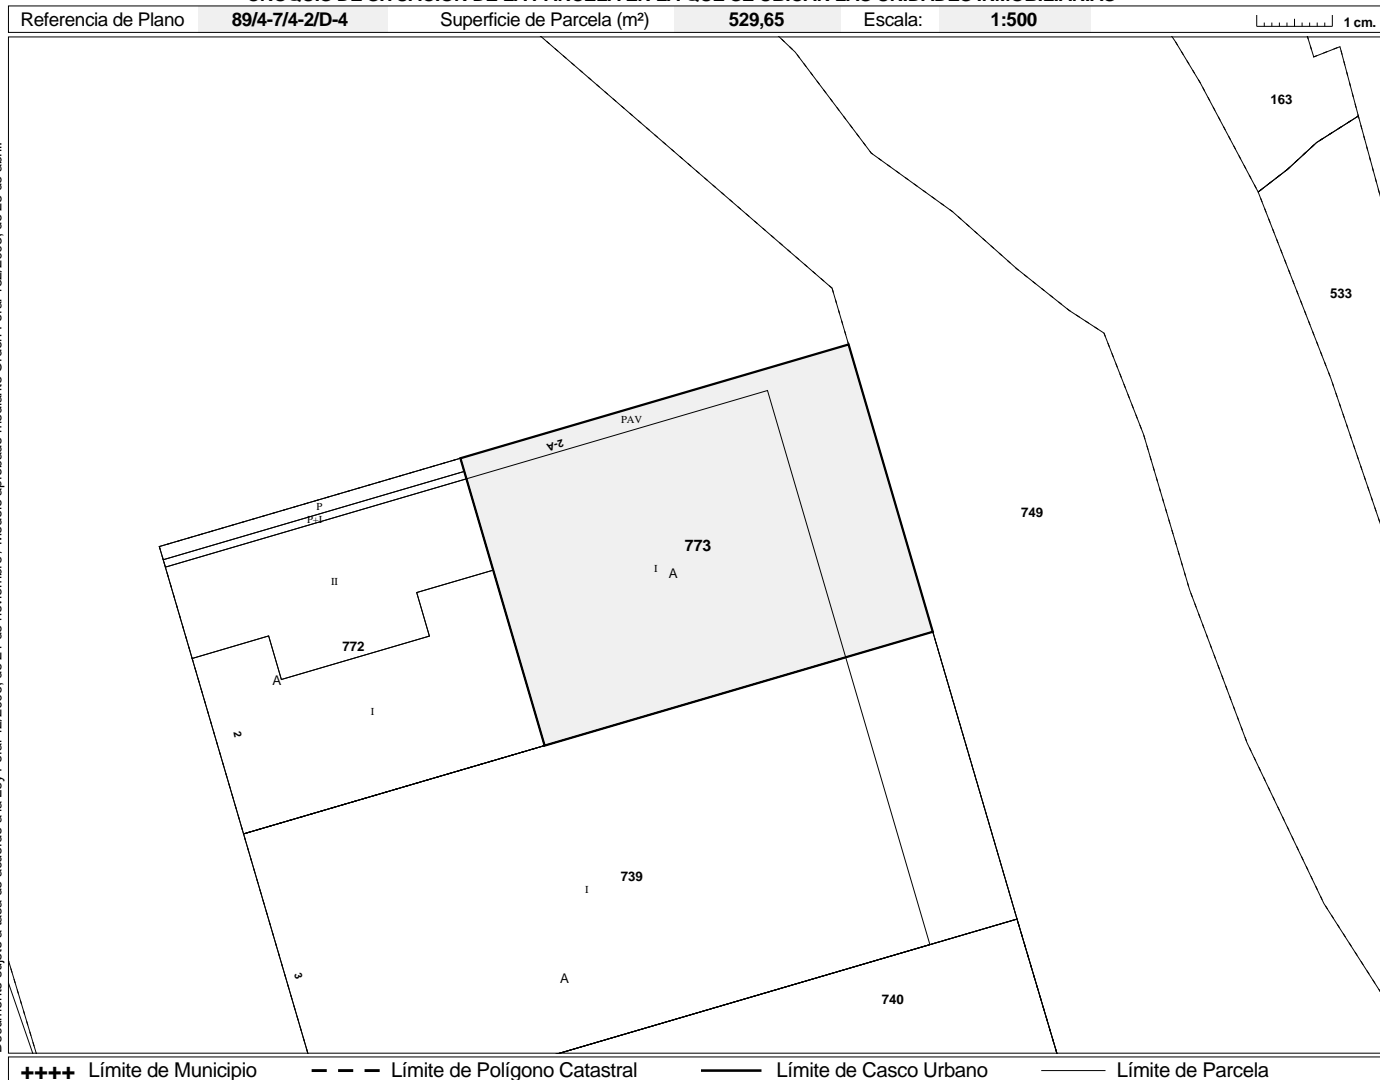 Referencia de Plano 89/4-7/4-2/D-4 Superficie de Parcela (m²) 529,65 Escala: 1:500 1 cm.
163
533
PAV
2-A
P
P+I
749
773
I A
II
772
A
I
2
739
I
3
A
740
++++ Límite de Municipio Límite de Polígono Catastral Límite de Casco Urbano Límite de Parcela